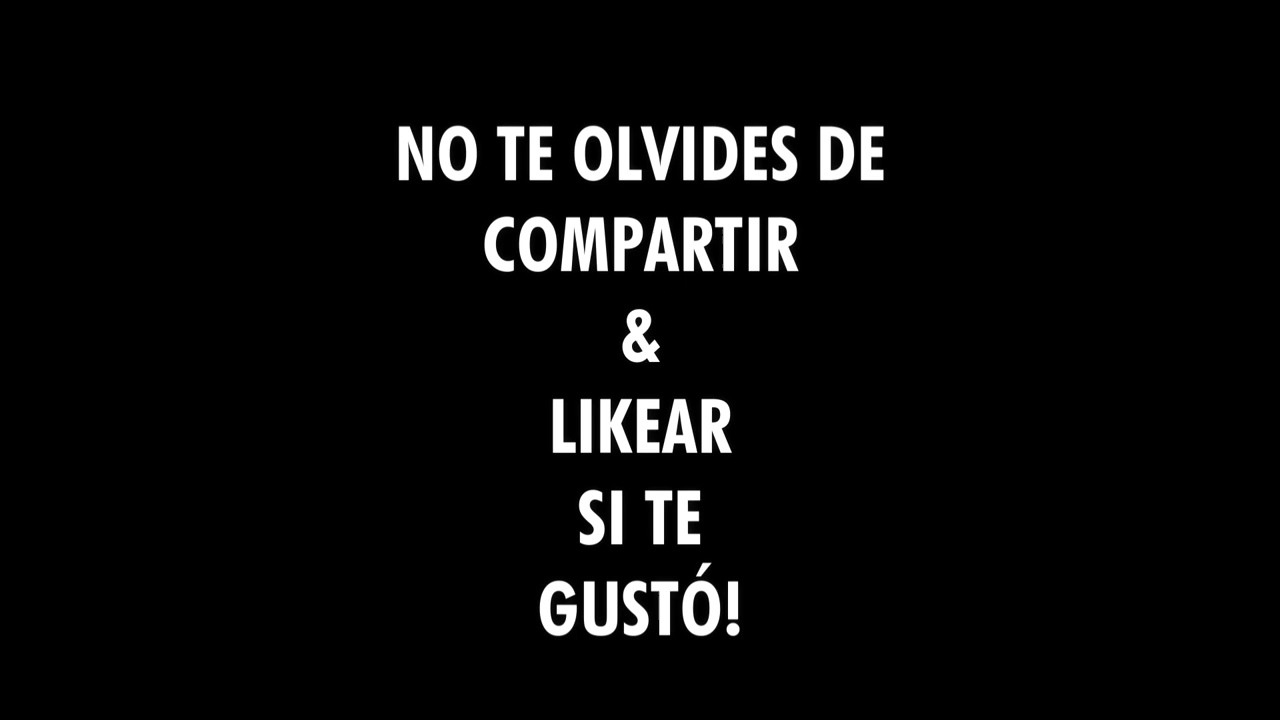 NO TE OLVIDES DE
COMPARTIR
&
LIKEAR
SI TE
GUSTÓ!